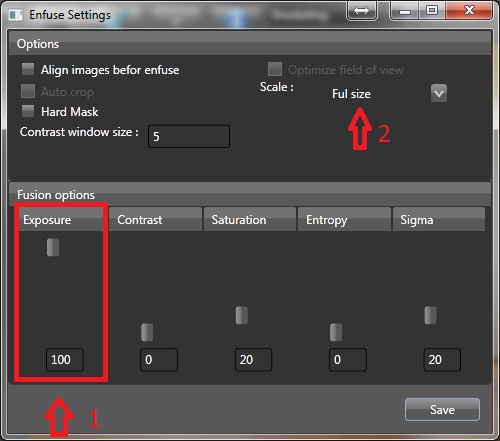 Enfuse Settings
Options
Align images befor enfuse
Optimize field of view
Auto crop
Scale :
Ful size
Hard Mask
2
Contrast window size :
5
Fusion options
Exposure
Contrast
Saturation
Entropy
Sigma
100
0
20
0
20
1
Save